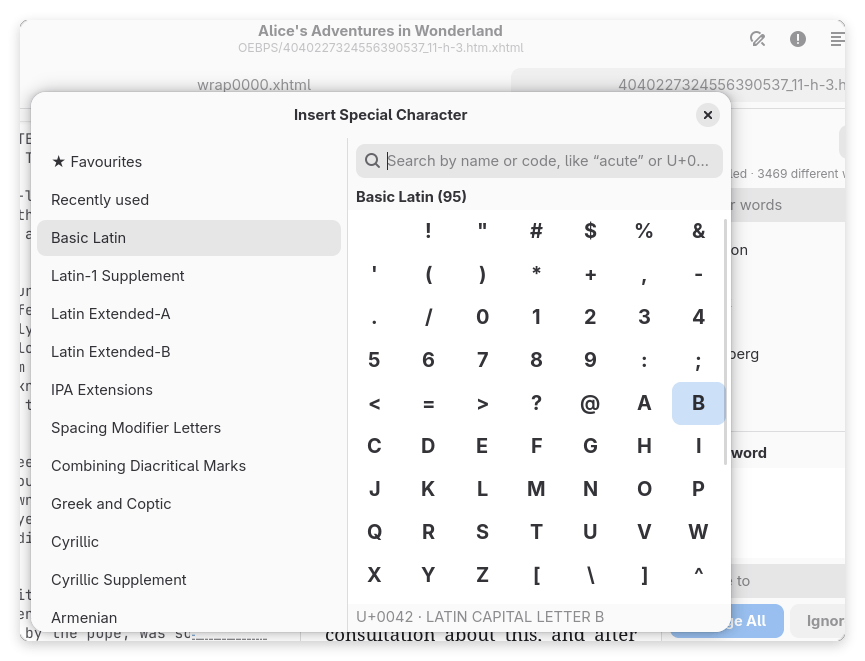 Alice's Adventures in Wonderland
OEBPS/4040227324556390537_11-h-3.htm.xhtml
wrap0000.xhtml
4040227324556390537_11-h-3.h
Insert Special Character
★ Favourites
Recently used
Basic Latin
Latin-1 Supplement
Latin Extended-A
Latin Extended-B
IPA Extensions
Spacing Modifier Letters
Combining Diacritical Marks
Greek and Coptic
Cyrillic
Cyrillic Supplement
Armenian
Search by name or code, like “acute” or U+0...
Basic Latin (95)
! " # $ % &
' ( ) * + , -
. / 0 1 2 3 4
5 6 7 8 9 : ;
< = > ? @ A B
C D E F G H I
J K L M N O P
Q R S T U V W
X Y Z [ \ ] ^
U+0042 · LATIN CAPITAL LETTER B
led · 3469 different w
words
on
berg
word
to
All
Ignor
by the pope, was so
consultation about this, and after